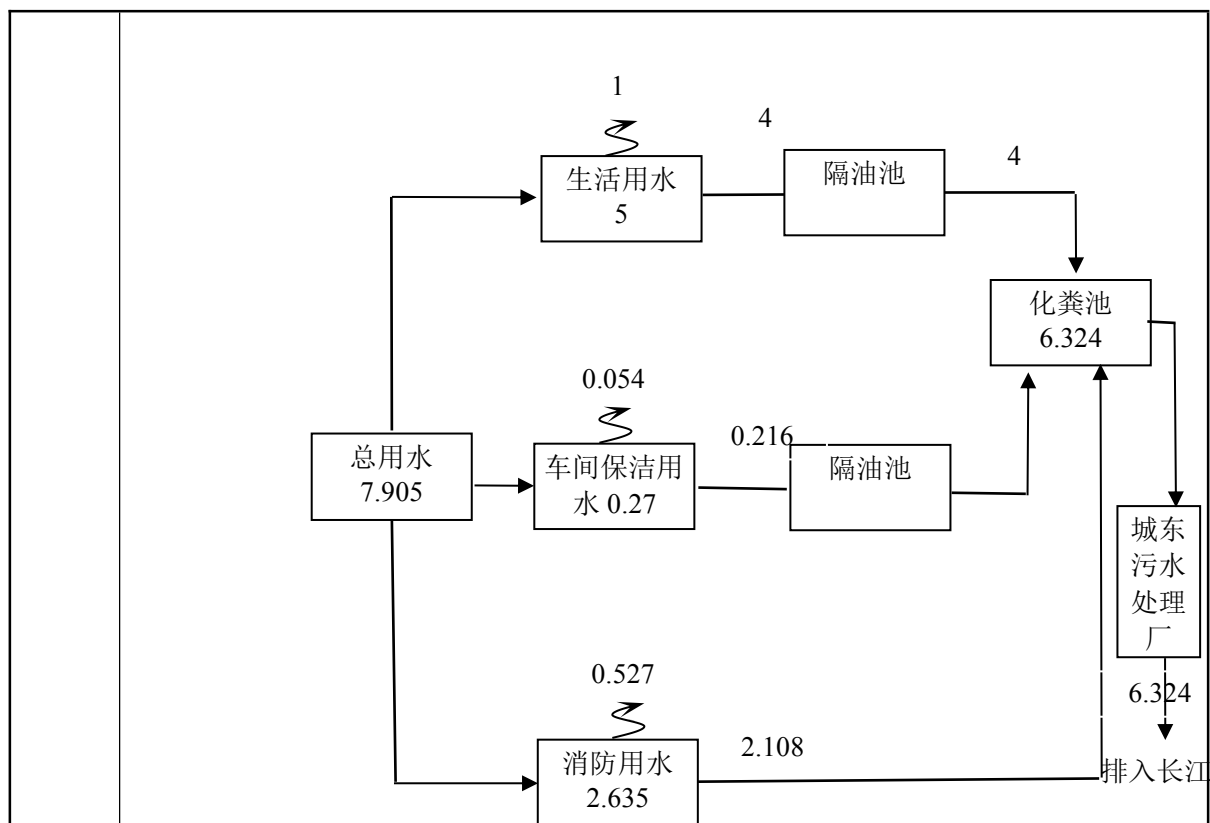 1
4
生活用水
5
隔油池
4
化粪池
6.324
0.054
0.216
总用水
7.905
车间保洁用
水 0.27
隔油池
城东
污水
处理
厂
0.527
6.324
消防用水
2.635
2.108
排入长江